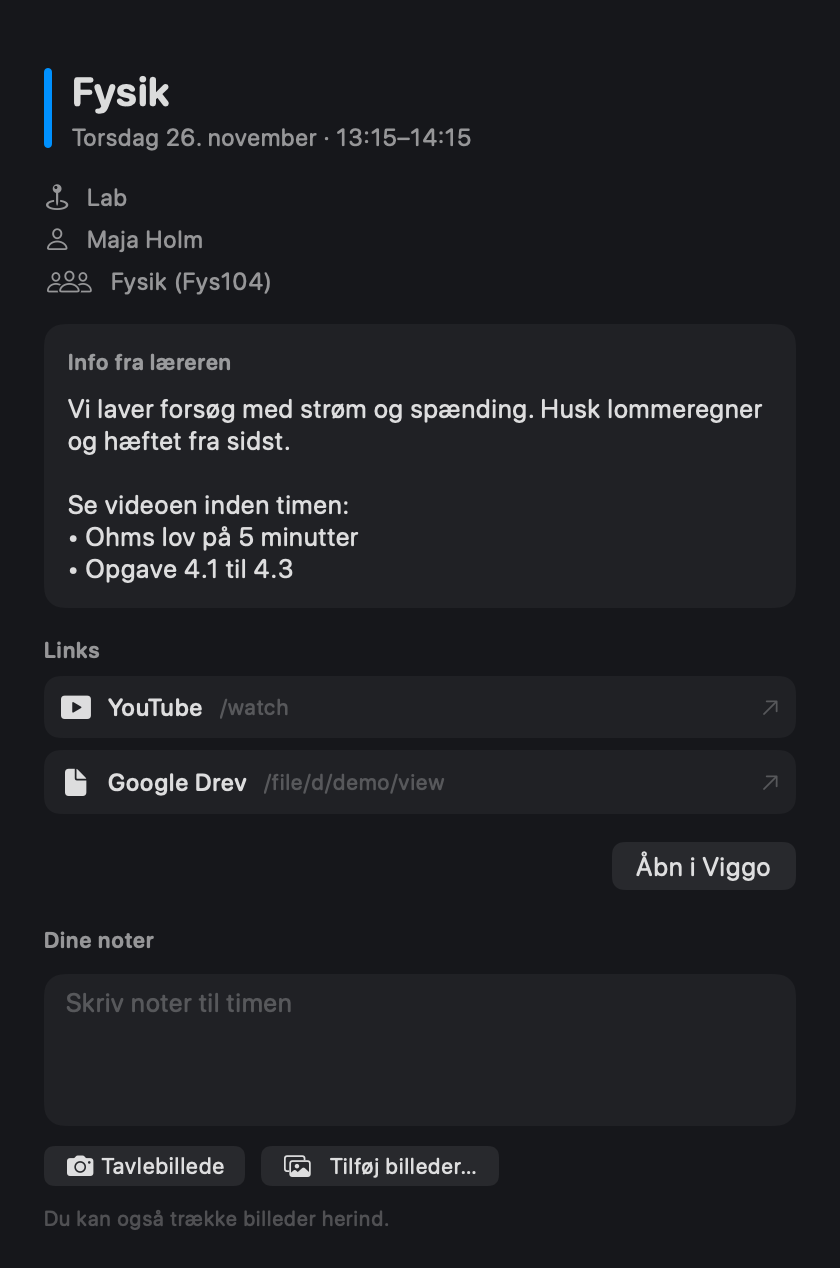 Fysik
Torsdag 26. november · 13:15–14:15
Lab
Maja Holm
Fysik (Fys104)
Info fra læreren
Vi laver forsøg med strøm og spænding. Husk lommeregner
og hæftet fra sidst.
Se videoen inden timen:
• Ohms lov på 5 minutter
• Opgave 4.1 til 4.3
Links
YouTube /watch
Google Drev /file/d/demo/view
Åbn i Viggo
Dine noter
Skriv noter til timen
Tavlebillede Tilføj billeder...
Du kan også trække billeder herind.